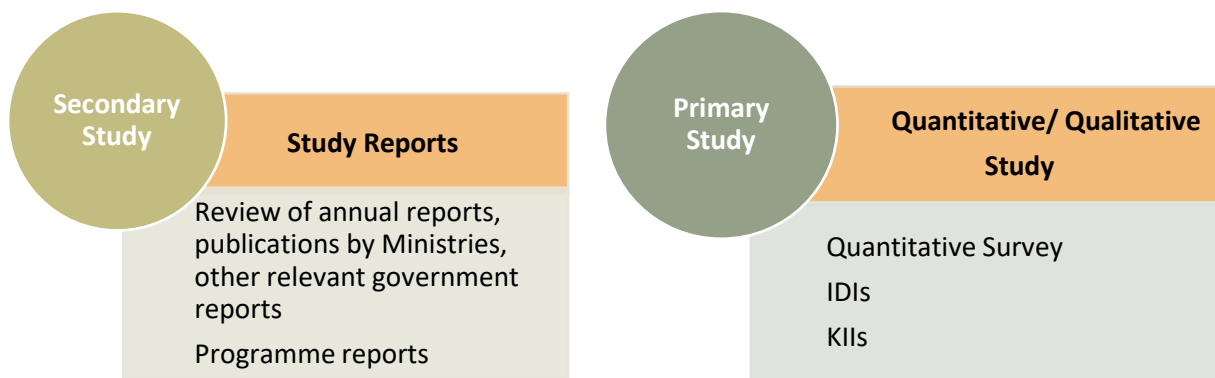 Secondary
Study
Study Reports
Review of annual reports,
publications by Ministries,
other relevant government
reports
Programme reports
Primary
Study
Quantitative/ Qualitative
Study
Quantitative Survey
IDIs
KIIs